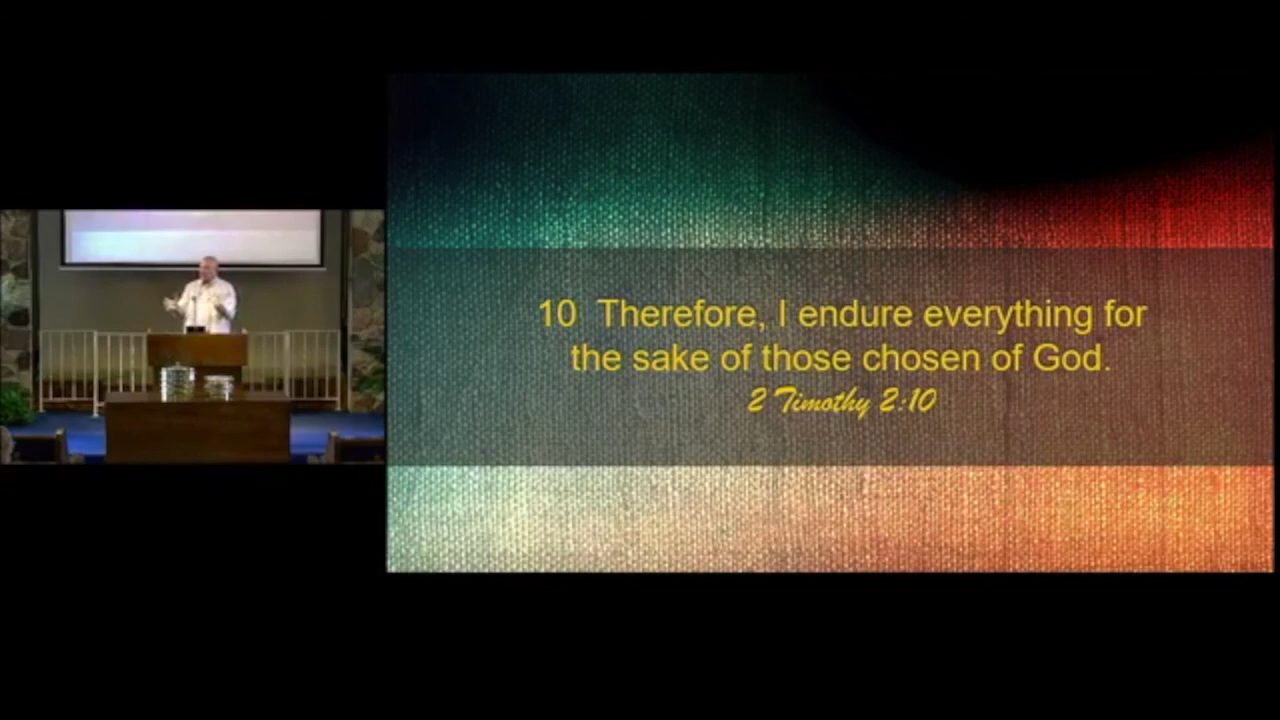 10 Therefore, I endure everything for
the sake of those chosen of God.
2 Timothy 2:10